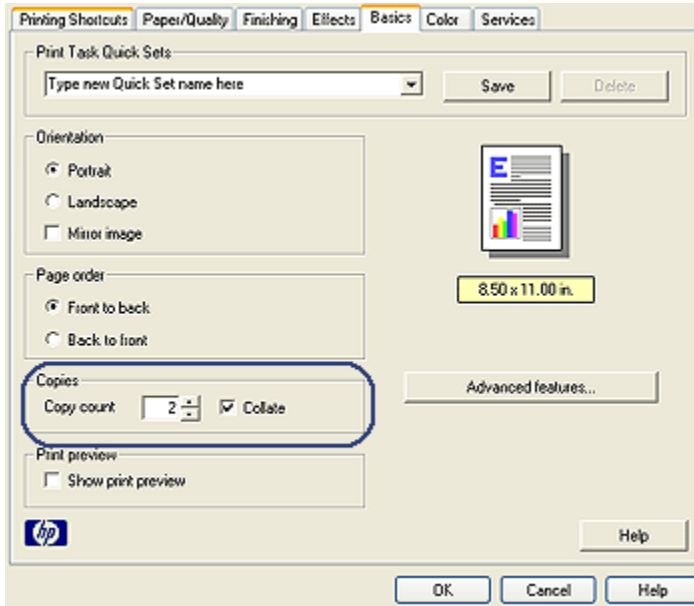 Printing Shortcuts Paper/Quality Finishing Effects Basics Color Services
Print Task Quick Sets
Type new Quick Set name here Save Delete
Orientation
Portrait
Landscape
Mirror image
E
8.50 x 11.00 in.
Page order
Front to back
Back to front
Copies
Copy count 2 Collate
Advanced features...
Print preview
Show print preview
hp
Help
OK Cancel Help